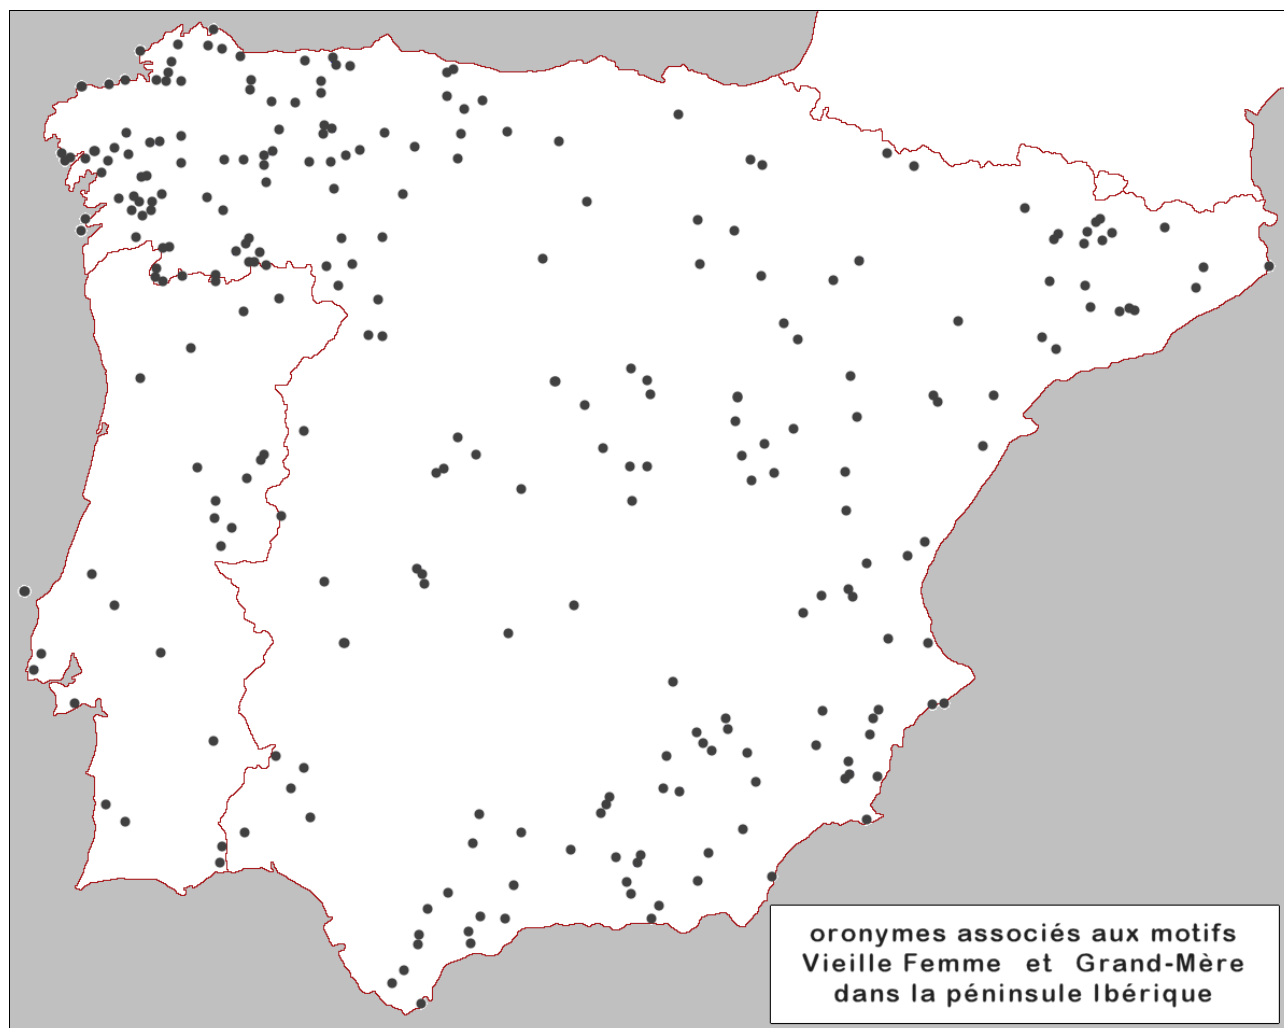 oronymes associés aux motifs
Vieille Femme et Grand-Mère
dans la péninsule Ibérique